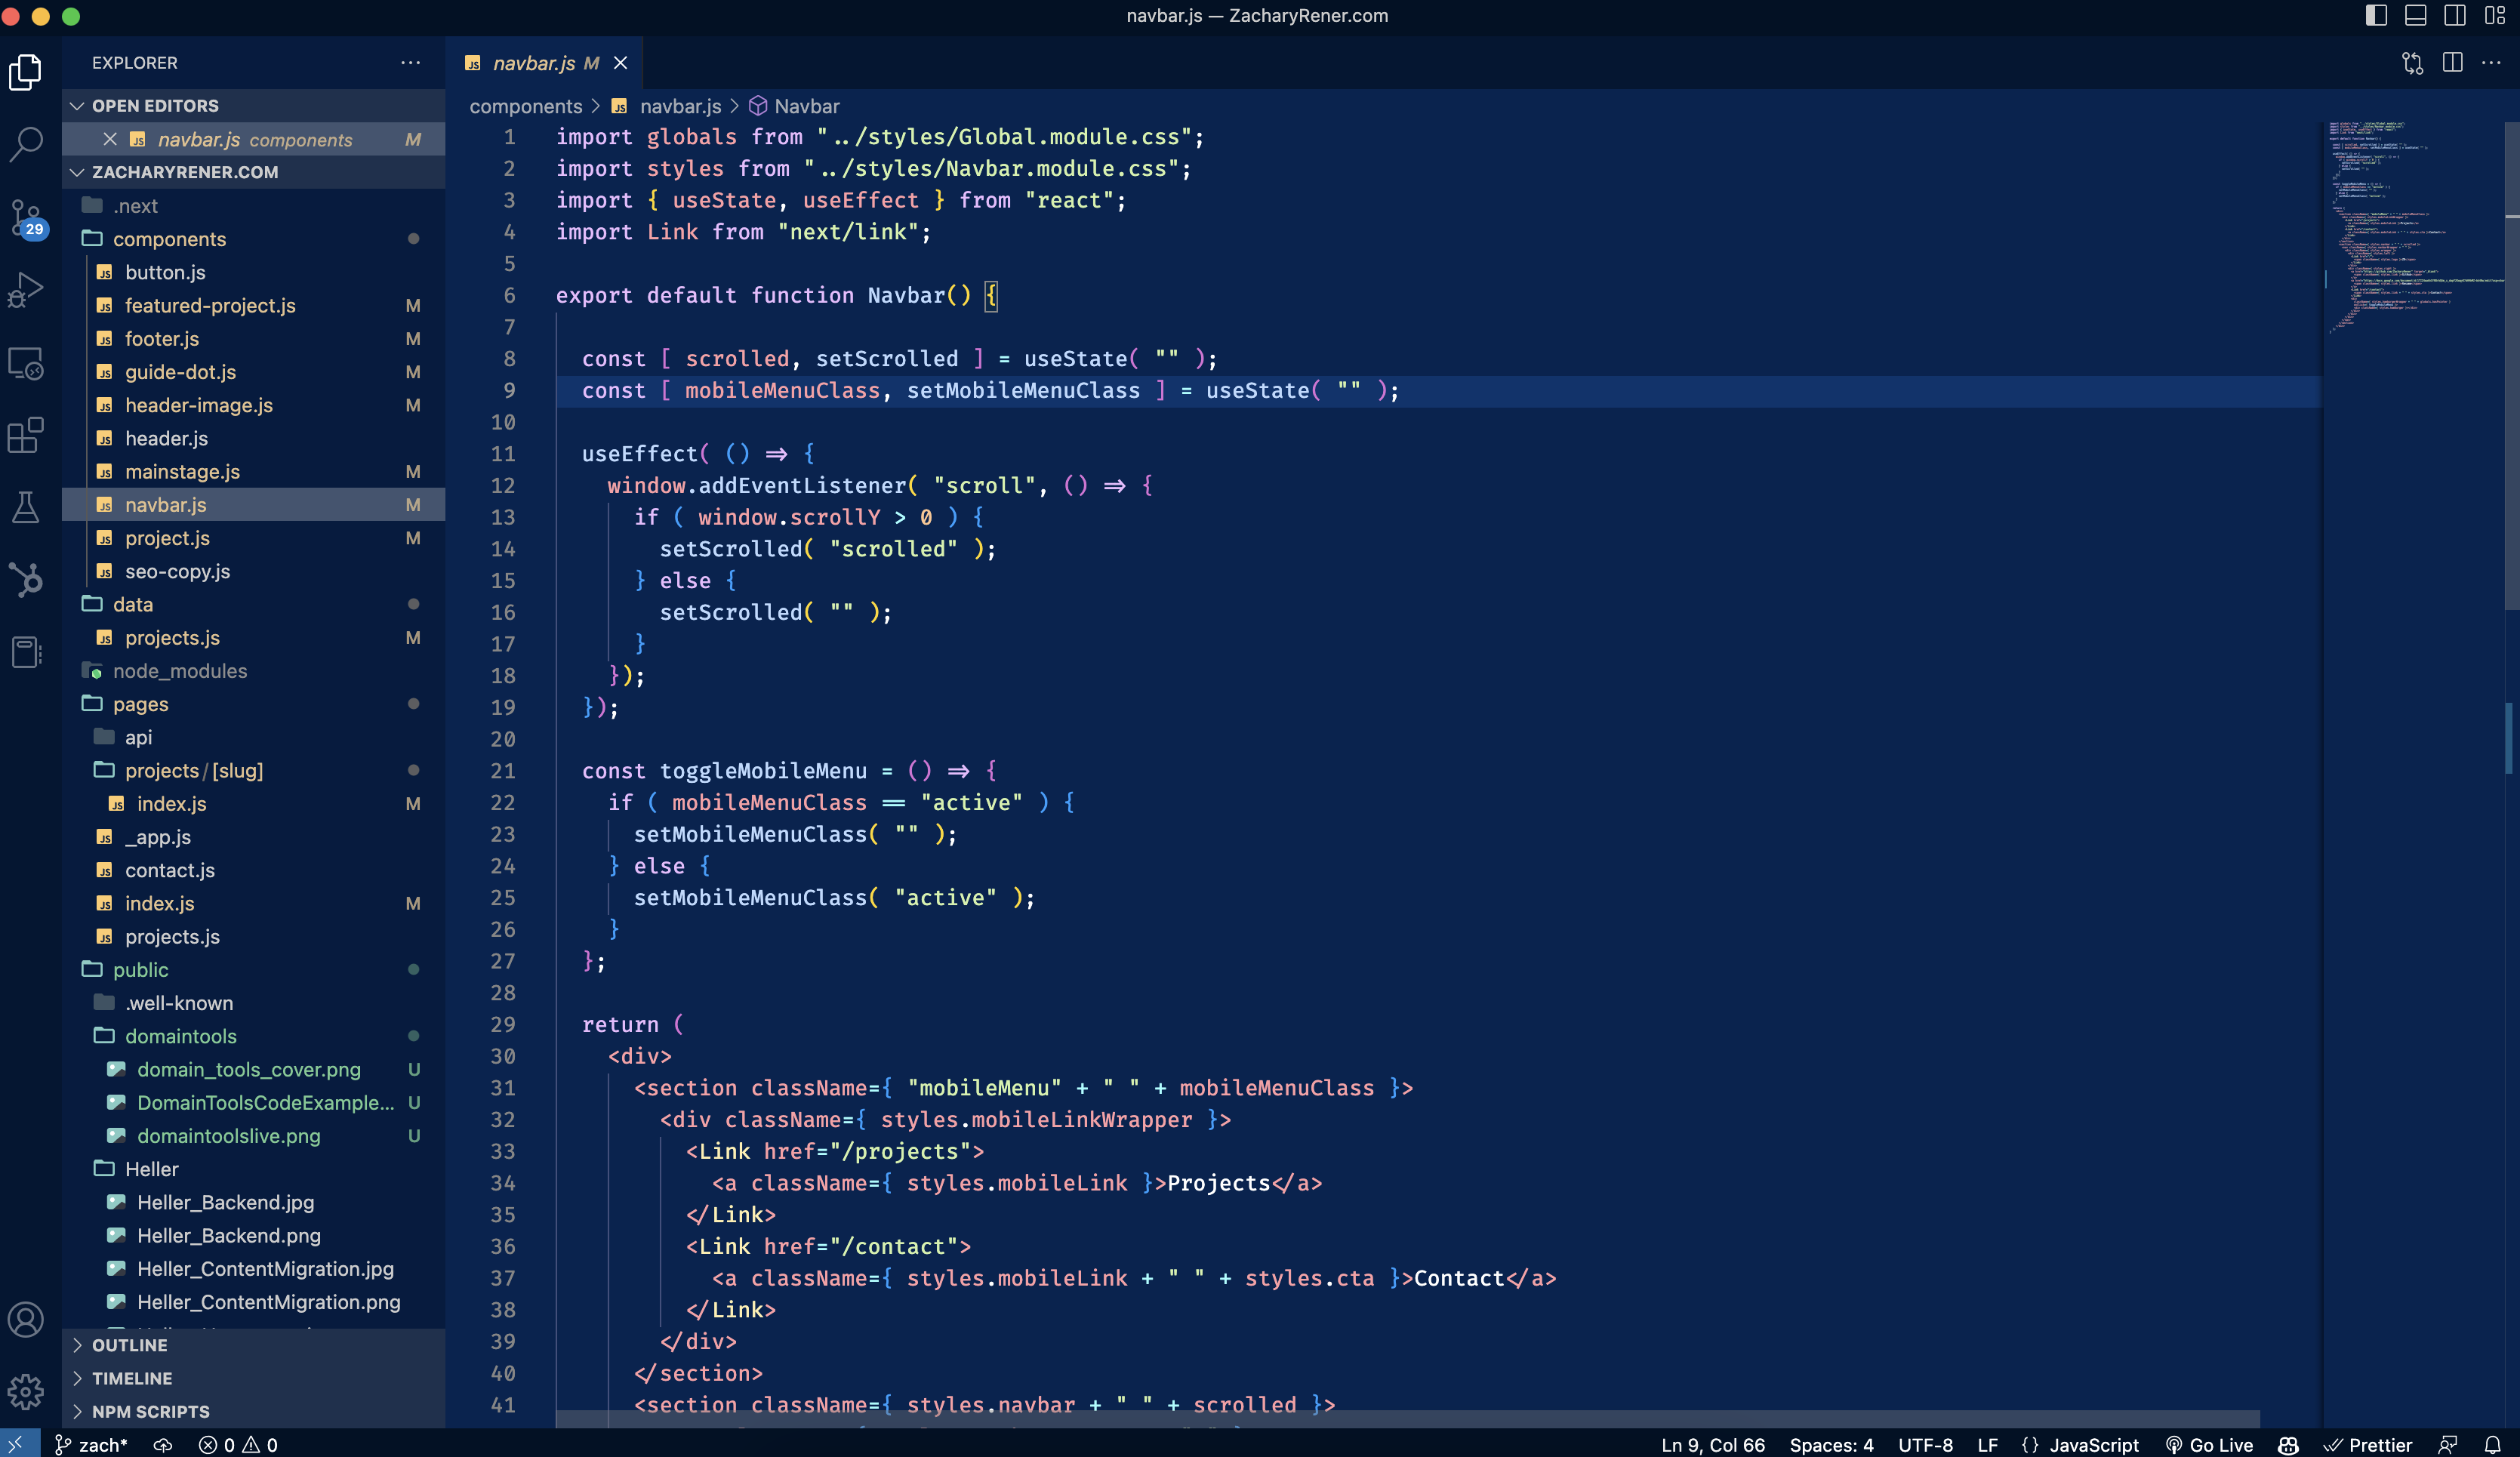 navbar.js — ZacharyRener.com
EXPLORER
OPEN EDITORS
navbar.js components M
ZACHARYRENER.COM
.next
components
button.js
featured-project.js M
footer.js M
guide-dot.js M
header-image.js M
header.js
mainstage.js M
navbar.js M
project.js M
seo-copy.js
data
projects.js M
node_modules
pages
api
projects/[slug]
index.js M
_app.js
contact.js
index.js M
projects.js
public
.well-known
domaintools
domain_tools_cover.png U
DomainToolsCodeExample... U
domaintoolslive.png U
Heller
Heller_Backend.jpg
Heller_Backend.png
Heller_ContentMigration.jpg
Heller_ContentMigration.png
OUTLINE
TIMELINE
NPM SCRIPTS
29
navbar.js M
components > navbar.js > Navbar
1 import globals from "../styles/Global.module.css";
2 import styles from "../styles/Navbar.module.css";
3 import { useState, useEffect } from "react";
4 import Link from "next/link";
5
6 export default function Navbar() {
7
8 const [ scrolled, setScrolled ] = useState( "" );
9 const [ mobileMenuClass, setMobileMenuClass ] = useState( "" );
10
11 useEffect( () => {
12 window.addEventListener( "scroll", () => {
13 if ( window.scrollY > 0 ) {
14 setScrolled( "scrolled" );
15 } else {
16 setScrolled( "" );
17 }
18 });
19 });
20
21 const toggleMobileMenu = () => {
22 if ( mobileMenuClass == "active" ) {
23 setMobileMenuClass( "" );
24 } else {
25 setMobileMenuClass( "active" );
26 }
27 };
28
29 return (
30 <div>
31 <section className={ "mobileMenu" + " " + mobileMenuClass }>
32 <div className={ styles.mobileLinkWrapper }>
33 <Link href="/projects">
34 <a className={ styles.mobileLink }>Projects</a>
35 </Link>
36 <Link href="/contact">
37 <a className={ styles.mobileLink + " " + styles.cta }>Contact</a>
38 </Link>
39 </div>
40 </section>
41 <section className={ styles.navbar + " " + scrolled }>
zach* 0 0
Ln 9, Col 66 Spaces: 4 UTF-8 LF {} JavaScript Go Live Prettier